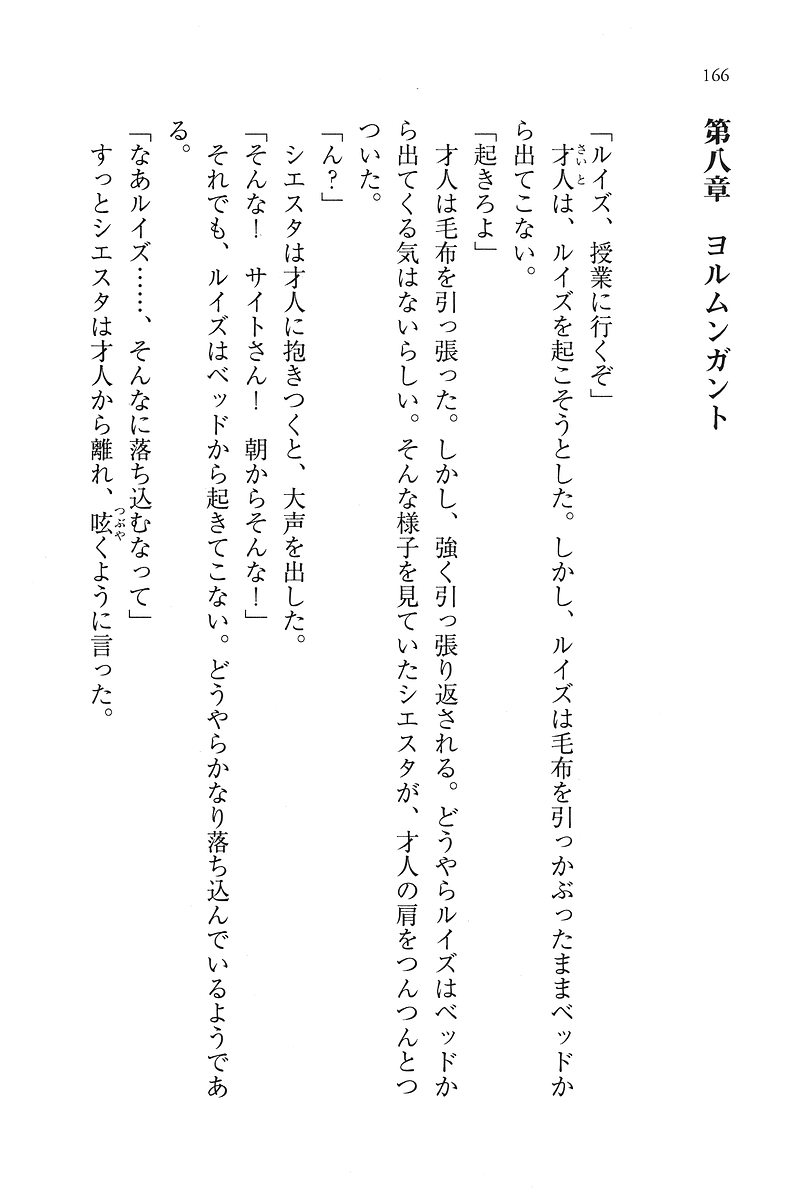 166
第八章　ヨルムンガント
「ルイズ、授業に行くぞ」
　才人は、ルイズを起こそうとした。しかし、ルイズは毛布を引っかぶったままベッドか
さいと
ら出てこない。
「起きろよ」
　才人は毛布を引っ張った。しかし、強く引っ張り返される。どうやらルイズはベッドか
ら出てくる気はないらしい。そんな様子を見ていたシエスタが、才人の肩をつんつんとつ
ついた。
「ん？」
　シエスタは才人に抱きつくと、大声を出した。
「そんな！　サイトさん！　朝からそんな！」
　それでも、ルイズはベッドから起きてこない。どうやらかなり落ち込んでいるようであ
る。
「なあルイズ……、そんなに落ち込むなって」
　すっとシエスタは才人から離れ、呟くように言った。
つぶや